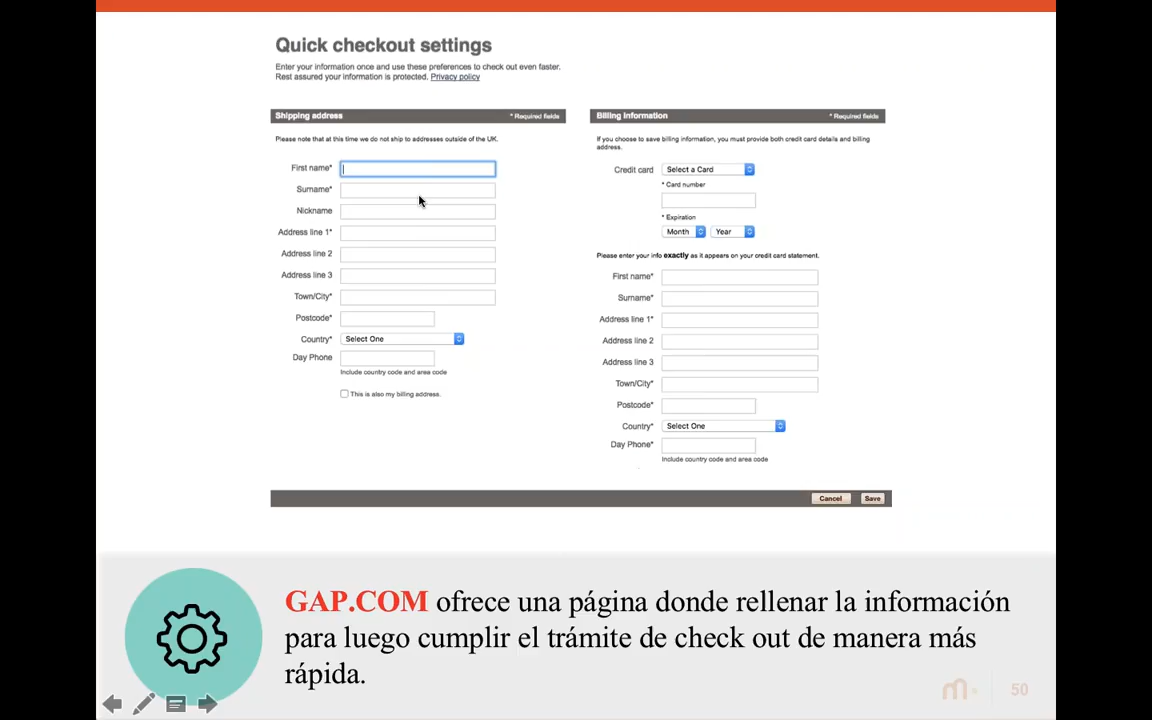 Quick checkout settings
Enter your information once and use these preferences to check out even faster.
Rest assured your information is protected. Privacy policy
Shipping address
* Required fields
Please note that at this time we do not ship to addresses outside of the UK.
First name*
Surname*
Nickname
Address line 1*
Address line 2
Address line 3
Town/City*
Postcode*
Country*
Select One
Day Phone
Include country code and area code
This is also my billing address.
Billing Information
* Required fields
If you choose to save billing information, you must provide both credit card details and billing
address.
Credit card
Select a Card
* Card number
* Expiration
Month
Year
Please enter your info exactly as it appears on your credit card statement.
First name*
Surname*
Address line 1*
Address line 2
Address line 3
Town/City*
Postcode*
Country*
Select One
Day Phone*
Include country code and area code
Cancel
Save
GAP.COM ofrece una página donde rellenar la información
para luego cumplir el trámite de check out de manera más
rápida.
50